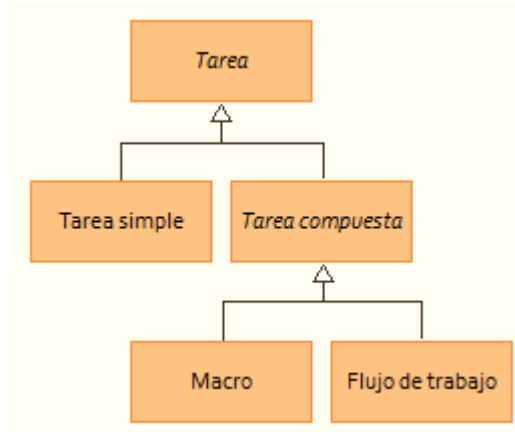 Tarea
Tarea simple
Tarea compuesta
Macro
Flujo de trabajo